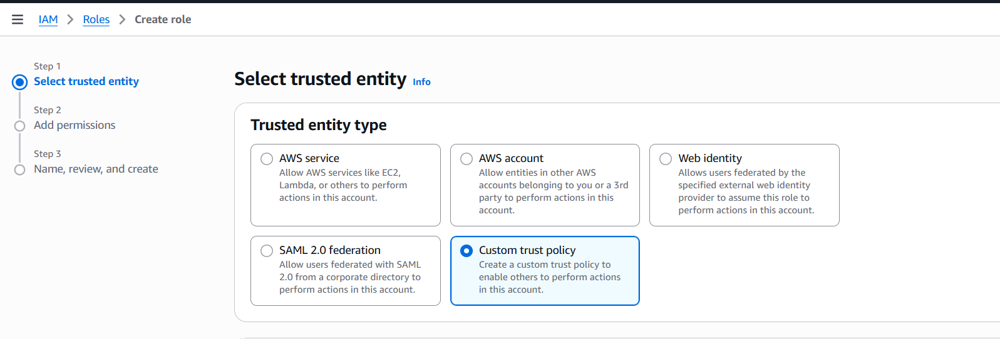 IAM > Roles > Create role
Step 1
Select trusted entity
Step 2
Add permissions
Step 3
Name, review, and create
Select trusted entity Info
Trusted entity type
AWS service
Allow AWS services like EC2,
Lambda, or others to perform
actions in this account.
AWS account
Allow entities in other AWS
accounts belonging to you or a 3rd
party to perform actions in this
account.
Web identity
Allows users federated by the
specified external web identity
provider to assume this role to
perform actions in this account.
SAML 2.0 federation
Allow users federated with SAML
2.0 from a corporate directory to
perform actions in this account.
Custom trust policy
Create a custom trust policy to
enable others to perform actions
in this account.